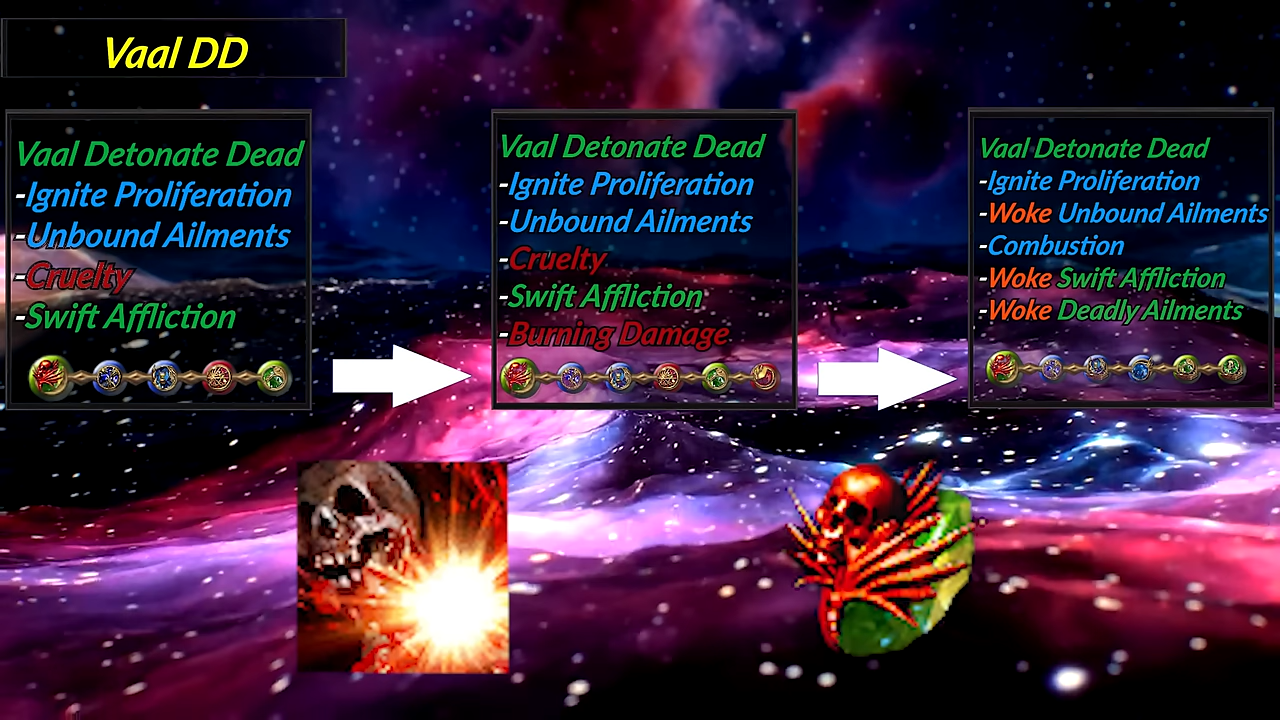 Vaal DD
Vaal Detonate Dead
-Ignite Proliferation
-Unbound Ailments
-Cruelty
-Swift Affliction
Vaal Detonate Dead
-Ignite Proliferation
-Unbound Ailments
-Cruelty
-Swift Affliction
-Burning Damage
Vaal Detonate Dead
-Ignite Proliferation
-Woke Unbound Ailments
-Combustion
-Woke Swift Affliction
-Woke Deadly Ailments